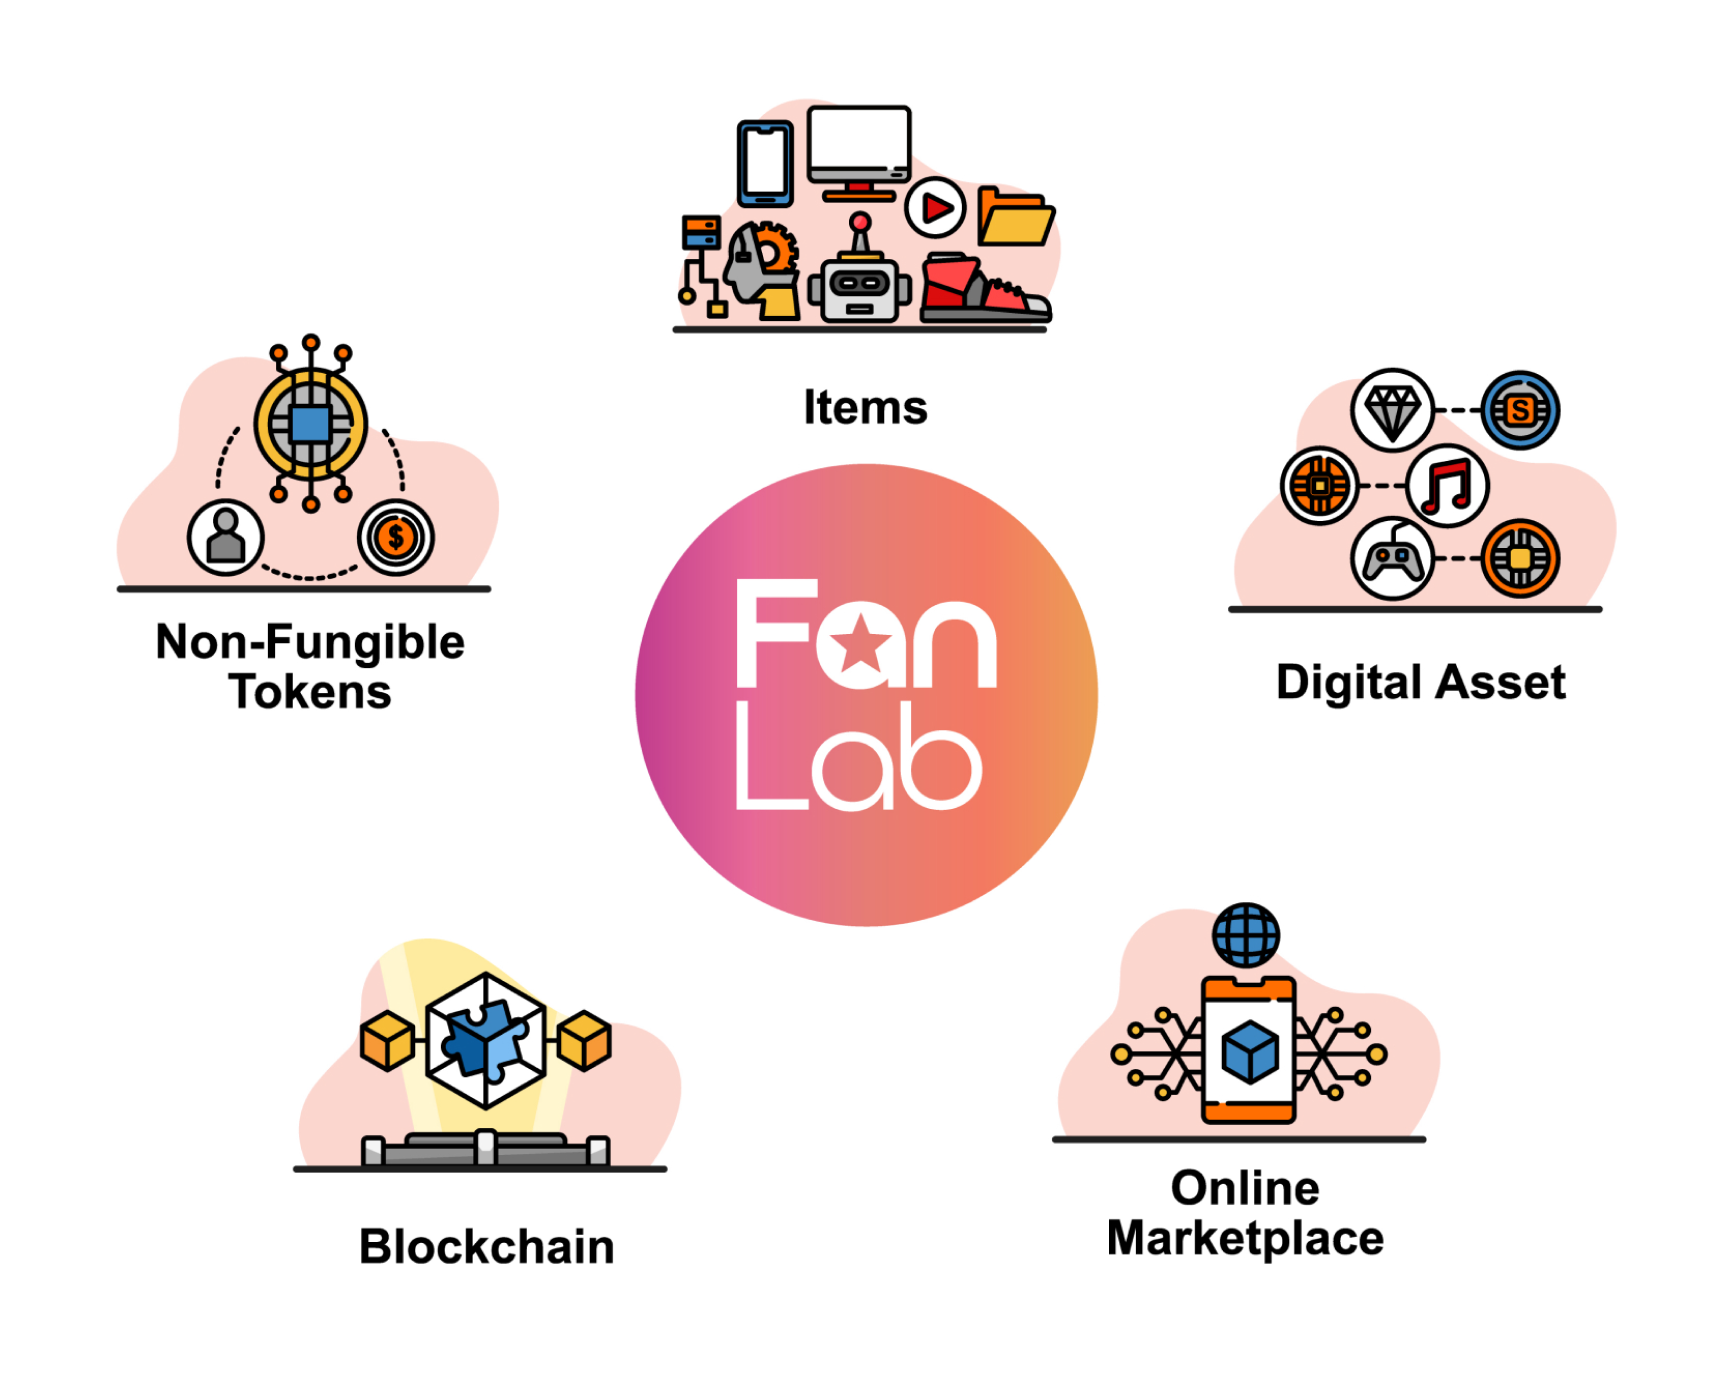 Items
Non-Fungible
Tokens
$
S
Digital Asset
Fan
Lab
Blockchain
Online
Marketplace